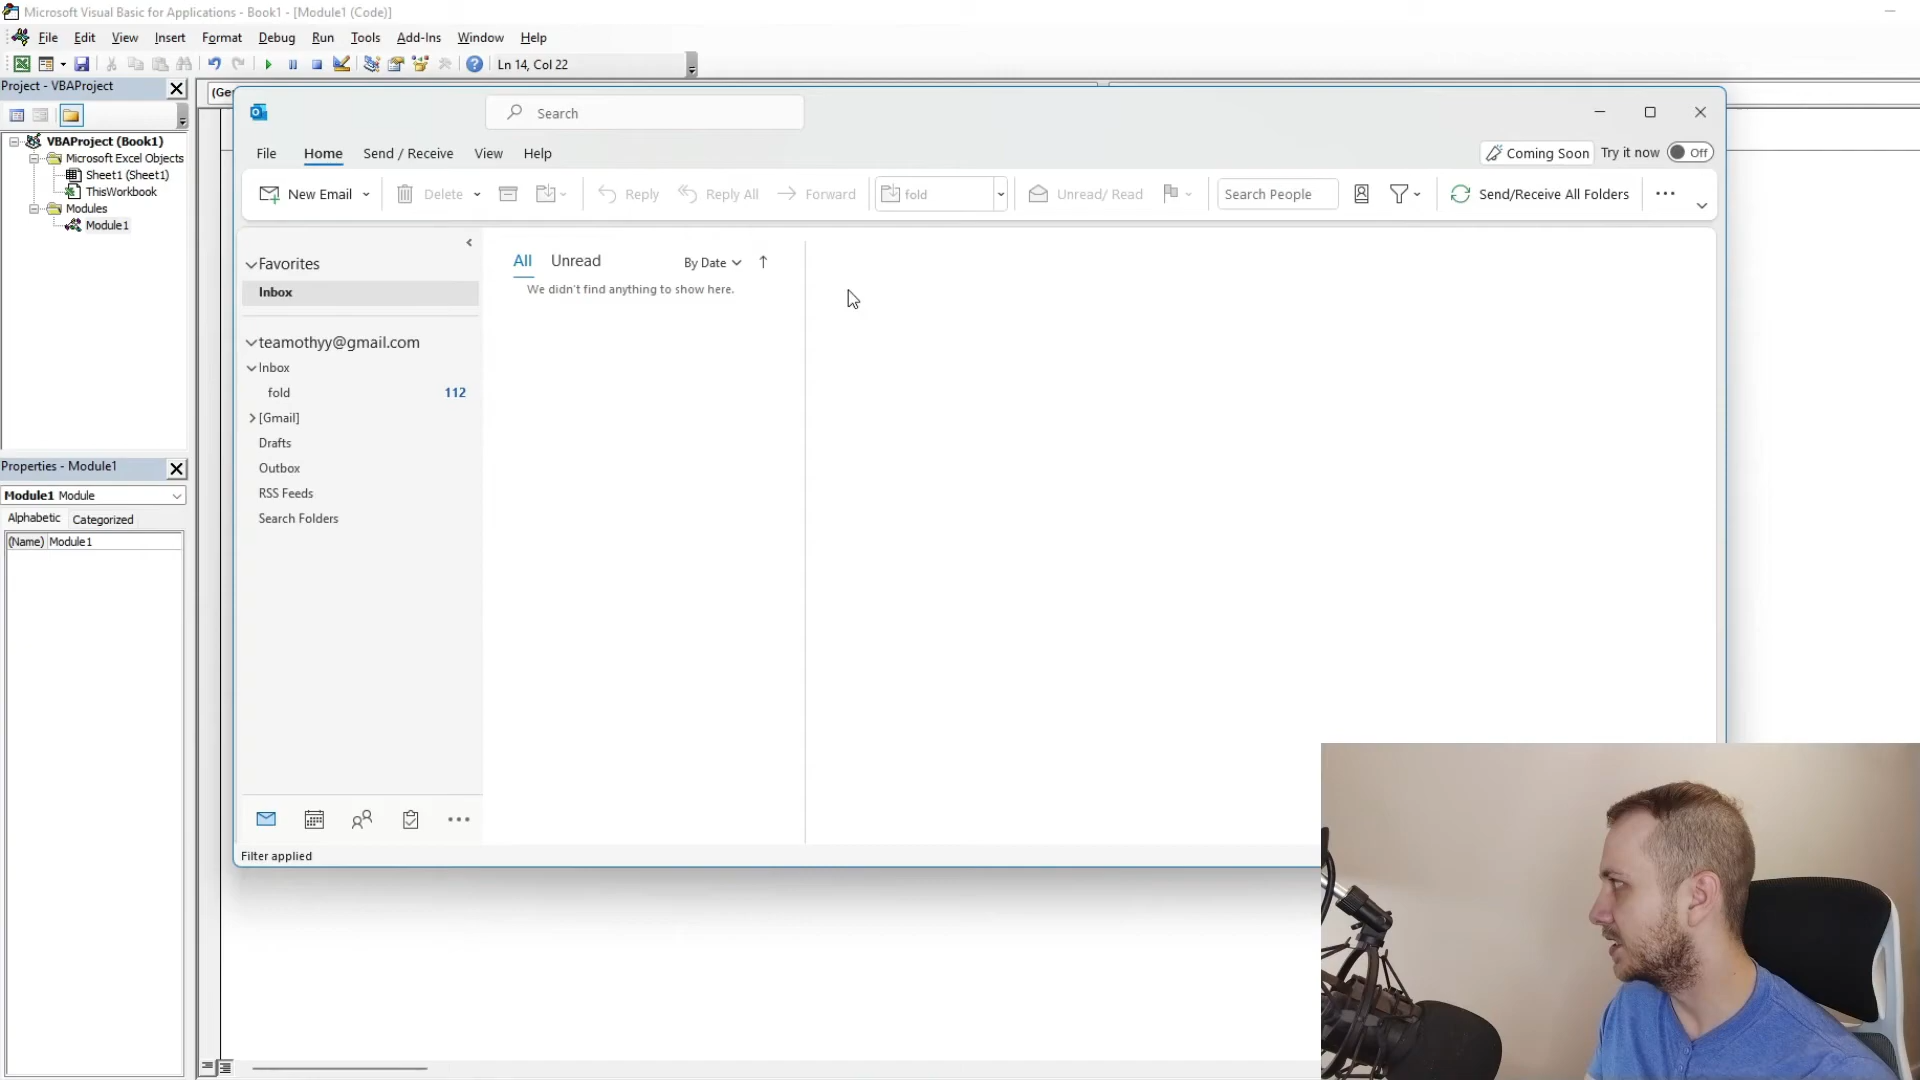 Microsoft Visual Basic for Applications - Book1 - [Module1 (Code)]
File Edit View Insert Format Debug Run Tools Add-Ins Window Help
Ln 14, Col 22
Project - VBAProject
VBAProject (Book1)
Microsoft Excel Objects
Sheet1 (Sheet1)
ThisWorkbook
Modules
Module1
Properties - Module1
Module1 Module
Alphabetic Categorized
(Name) Module1
(Ge
Search
File Home Send / Receive View Help
Coming Soon Try it now Off
New Email Delete Reply Reply All Forward fold Unread/ Read Search People Send/Receive All Folders
Favorites
Inbox
teamothyy@gmail.com
Inbox
fold 112
[Gmail]
Drafts
Outbox
RSS Feeds
Search Folders
All Unread By Date
We didn't find anything to show here.
Filter applied